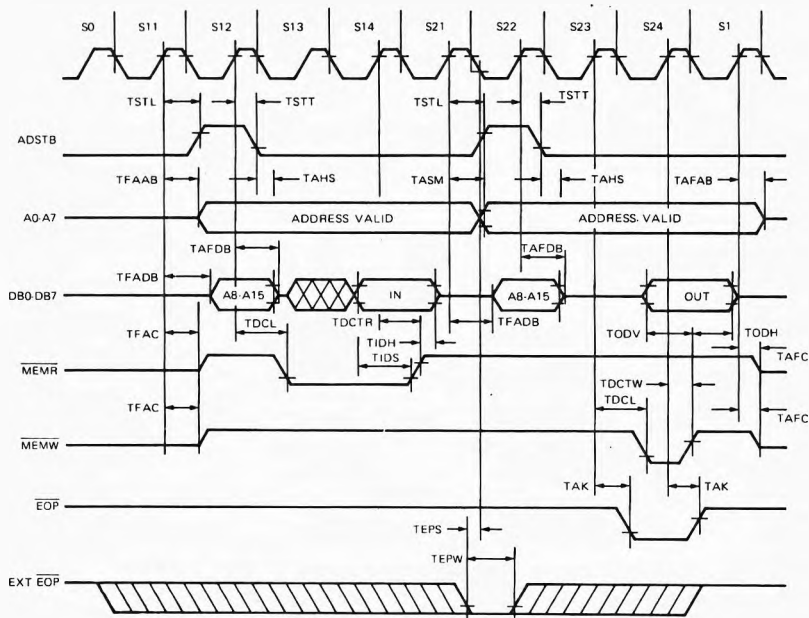 S0 S11 S12 S13 S14 S21 S22 S23 S24 S1
TSTL TSTT TSTL TSTT
ADSTB
TFAAB TAHS TASM TAHS TAFAB
A0-A7 ADDRESS VALID ADDRESS VALID
TAFDB TAFDB
TFADB
DB0-DB7 A8-A15 IN A8-A15 OUT
TFAC TDCL TDCTR TFADB TODV TODH
TIDH
MEMR TIDS TAFC
TDCTW
TFAC TDCL
MEMW TAFC
TAK TAK
EOP
TEPS
TEPW
EXT EOP